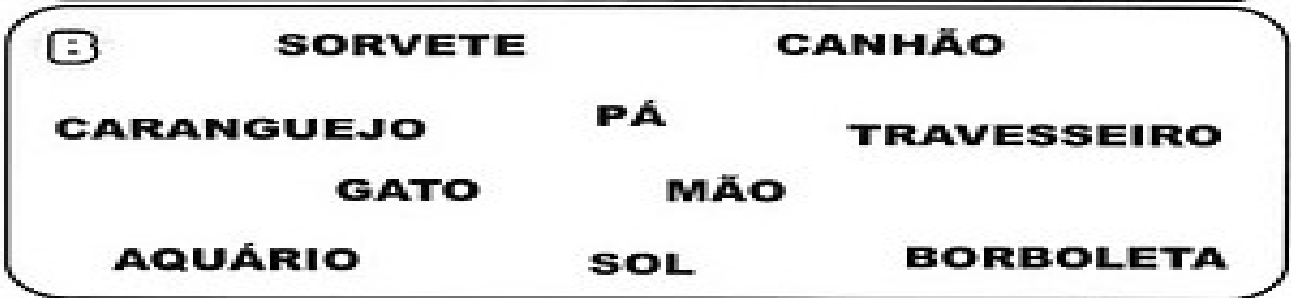 B SORVETE CANHÃO
CARANGUEJO PÁ TRAVESSEIRO
GATO MÃO
AQUÁRIO SOL BORBOLETA